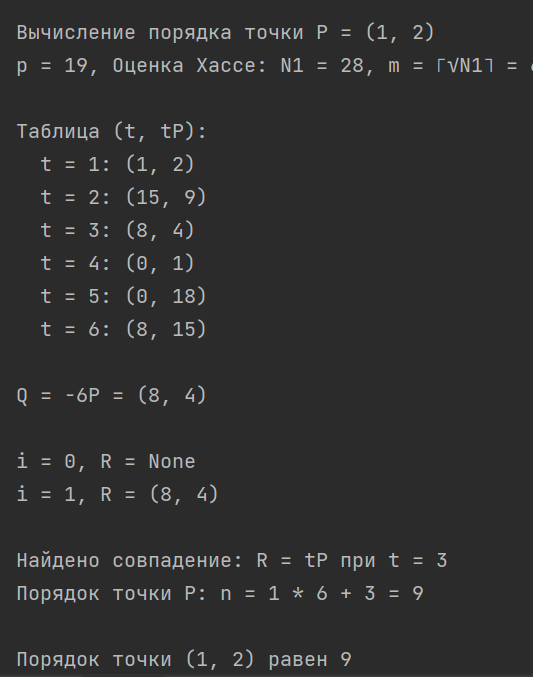 Вычисление порядка точки P = (1, 2)
p = 19, Оценка Хассе: N1 = 28, m = ⌈√N1⌉ =
Таблица (t, tP):
t = 1: (1, 2)
t = 2: (15, 9)
t = 3: (8, 4)
t = 4: (0, 1)
t = 5: (0, 18)
t = 6: (8, 15)
Q = -6P = (8, 4)
i = 0, R = None
i = 1, R = (8, 4)
Найдено совпадение: R = tP при t = 3
Порядок точки P: n = 1 * 6 + 3 = 9
Порядок точки (1, 2) равен 9